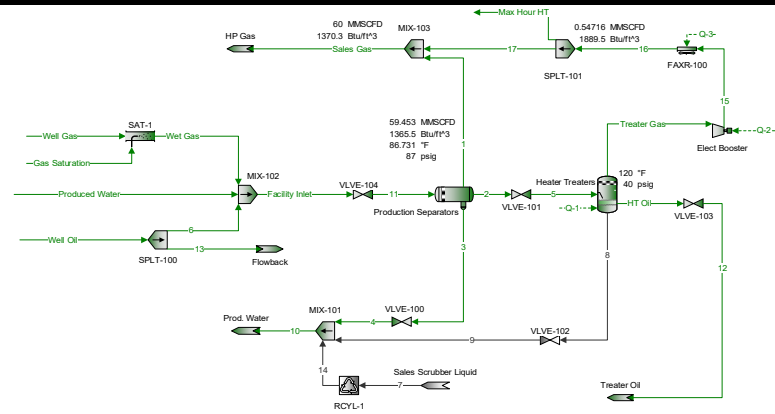 Max Hour HT
60 MMSCFD
1370.3 Btu/ft^3
MIX-103
0.54716 MMSCFD
1889.5 Btu/ft^3
Q-3
HP Gas
Sales Gas
17
16
FAXR-100
SPLT-101
15
SAT-1
59.453 MMSCFD
1365.5 Btu/ft^3
86.731 °F
87 psig
1
Treater Gas
Q-2
Elect Booster
Well Gas
Wet Gas
Gas Saturation
MIX-102
Heater Treaters
120 °F
40 psig
Produced Water
Facility Inlet
VLVE-104
11
2
5
HT Oil
Production Separators
VLVE-101
Q-1
VLVE-103
Well Oil
6
13
SPLT-100
Flowback
3
8
12
MIX-101
VLVE-100
Prod. Water
10
4
VLVE-102
9
14
Sales Scrubber Liquid
7
RCYL-1
Treater Oil